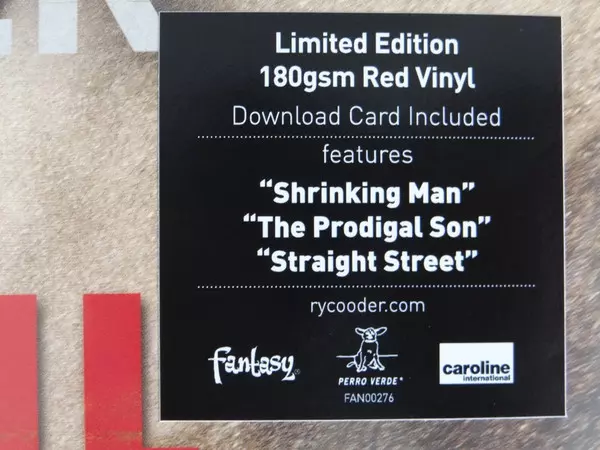 Limited Edition
180gsm Red Vinyl
Download Card Included
features
“Shrinking Man”
“The Prodigal Son”
“Straight Street”
rycooder.com
Fantasy®
PERRO VERDE®
caroline
international
FAN00276